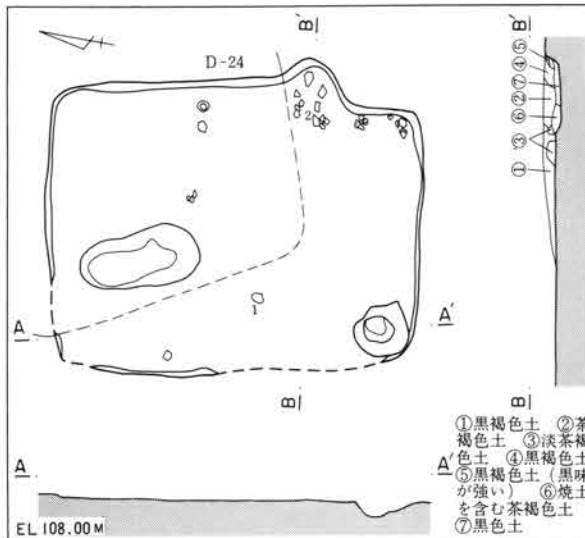 B'
B'
D-24
⑤
④
⑦
②
⑥
③
①
2
1
A
A'
B
B
①黒褐色土 ②茶
褐色土 ③淡茶褐
色土 ④黒褐色土
⑤黒褐色土（黒味
が強い） ⑥焼土
を含む茶褐色土
⑦黒色土
A
A'
EL 108.00M